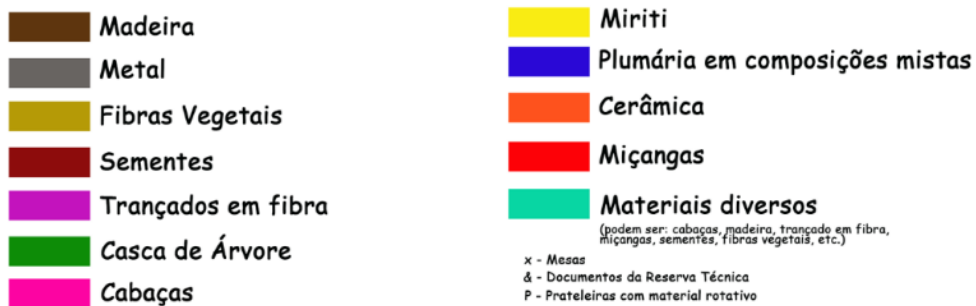 Madeira
Metal
Fibras Vegetais
Sementes
Trançados em fibra
Casca de Árvore
Cabaças
Miriti
Plumária em composições mistas
Cerâmica
Miçangas
Materiais diversos
(podem ser: cabaças, madeira, trançado em fibra,
miçangas, sementes, fibras vegetais, etc.)
x - Mesas
& - Documentos da Reserva Técnica
P - Prateleiras com material rotativo